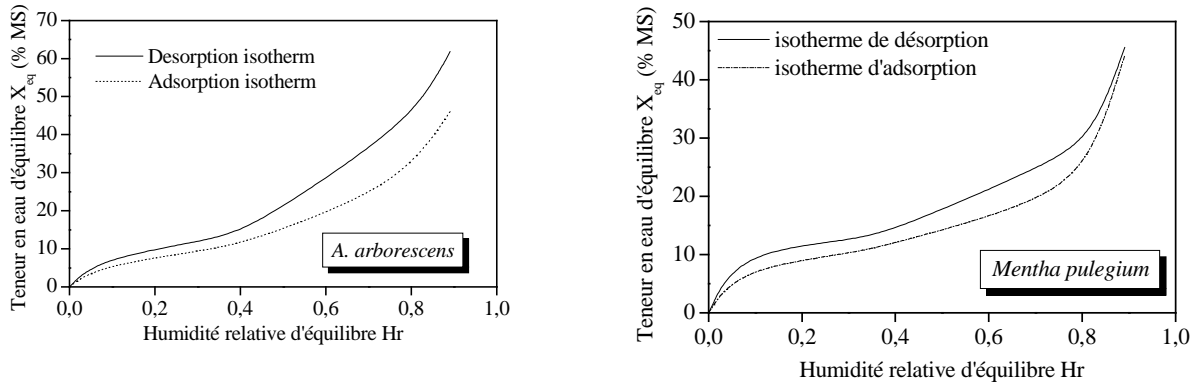 Teneur en eau d'équilibre X_eq (% MS)
70
60
50
40
30
20
10
0
Desorption isotherm
Adsorption isotherm
A. arborescens
0,0 0,2 0,4 0,6 0,8 1,0
Humidité relative d'équilibre Hr
Teneur en eau d'équilibre X_eq (% MS)
50
40
30
20
10
0
isotherme de désorption
isotherme d'adsorption
Mentha pulegium
0,0 0,2 0,4 0,6 0,8 1,0
Humidité relative d'équilibre Hr